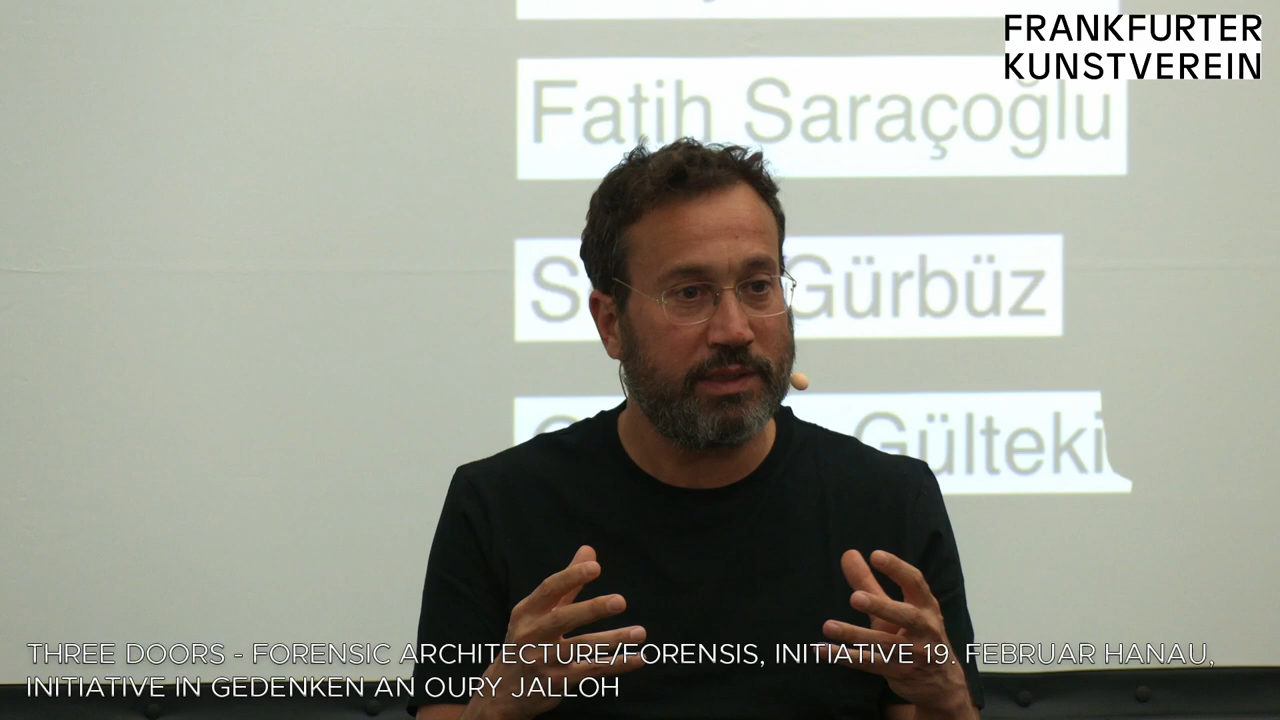 FRANKFURTER
KUNSTVEREIN
Fatih Saraçoğlu
Gürbüz
THREE DOORS - FORENSIC ARCHITECTURE/FORENSIS, INITIATIVE 19. FEBRUAR HANAU,
INITIATIVE IN GEDENKEN AN OURY JALLOH